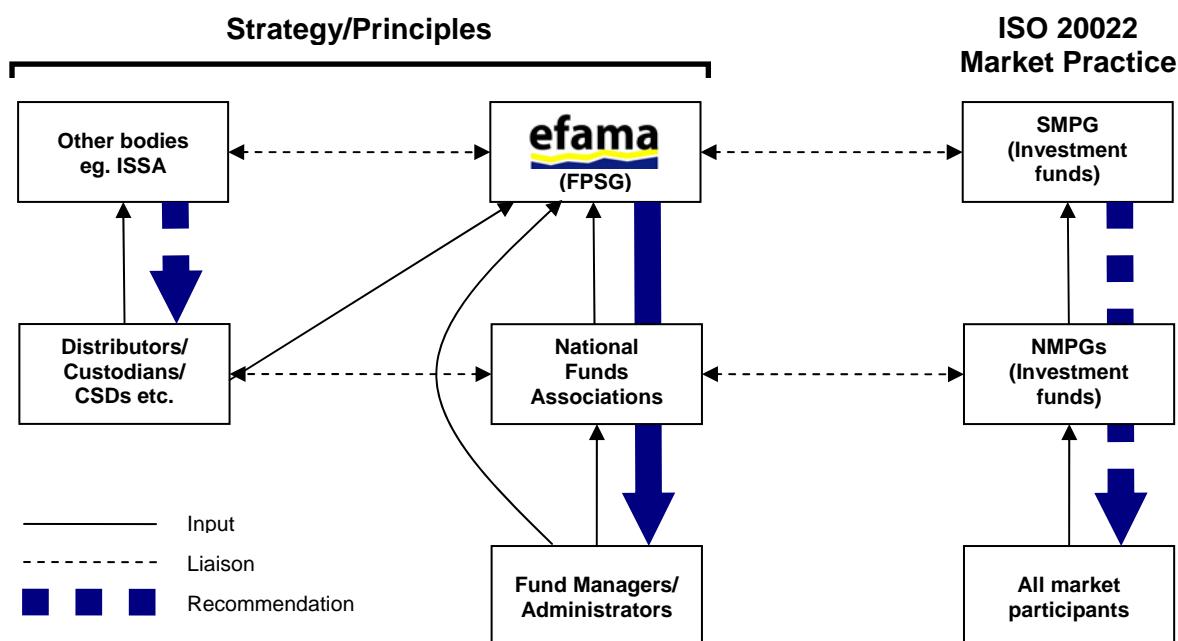 Strategy/Principles
ISO 20022
Market Practice
Other bodies
eg. ISSA
efama
(FPSG)
SMPG
(Investment
funds)
Distributors/
Custodians/
CSDs etc.
National
Funds
Associations
NMPGs
(Investment
funds)
Input
Liaison
Recommendation
Fund Managers/
Administrators
All market
participants